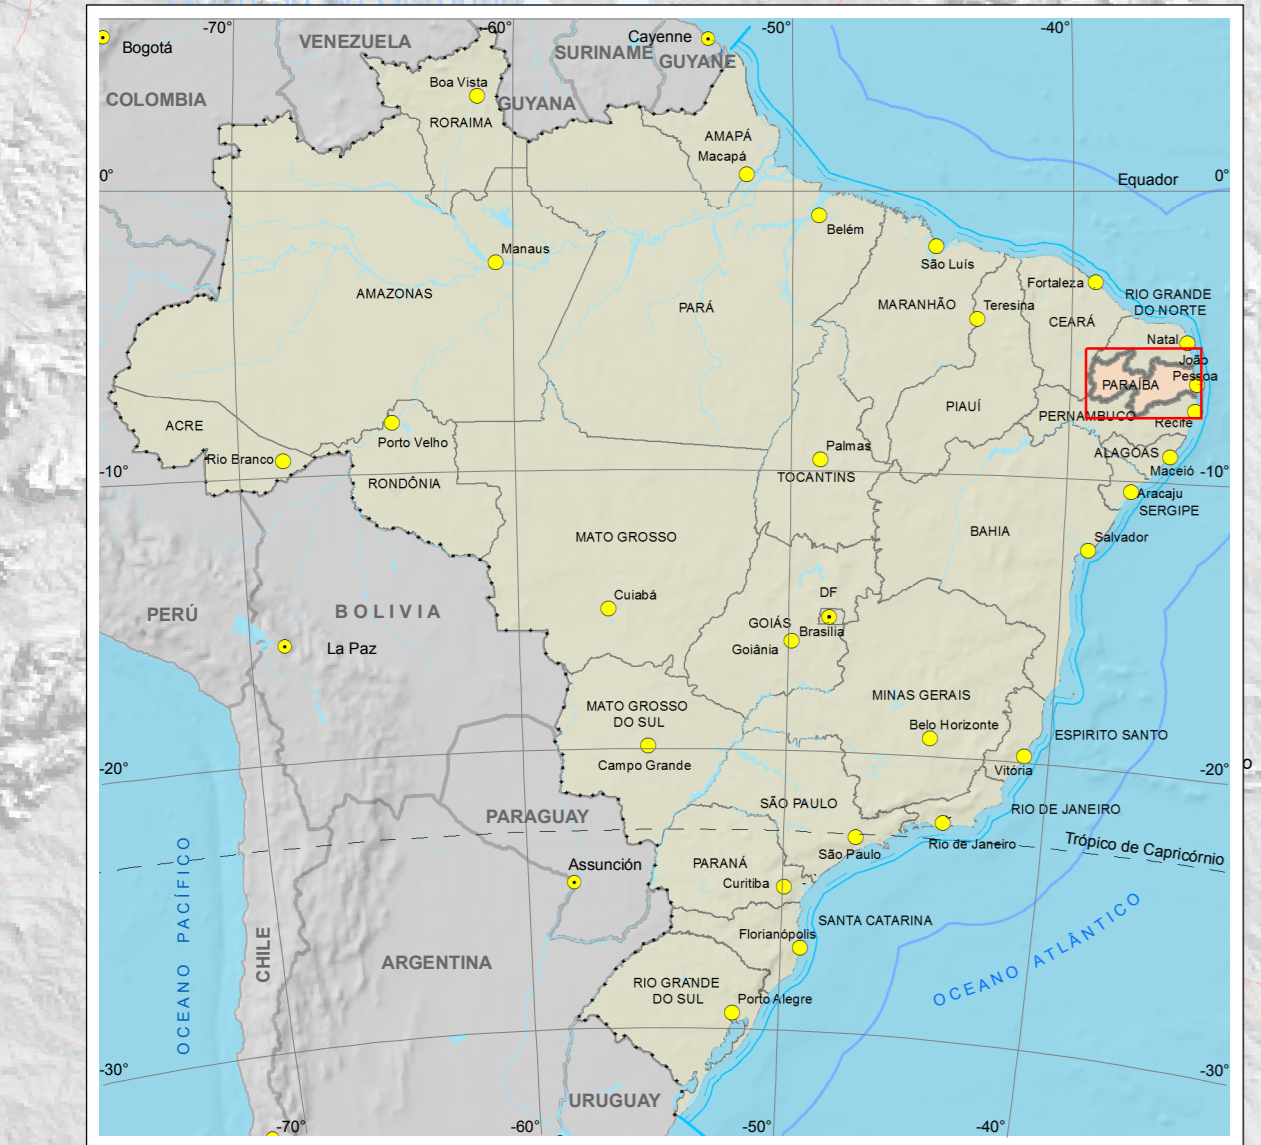 -70°
-60°
-50°
-40°
Bogotá
VENEZUELA
Cayenne
SURINAME
GUYANE
COLOMBIA
Boa Vista
GUYANA
RORAIMA
AMAPÁ
Macapá
0°
Equador
0°
Belém
Manaus
São Luís
AMAZONAS
PARÁ
MARANHÃO
Teresina
Fortaleza
CEARÁ
RIO GRANDE
DO NORTE
Natal
João
Pessoa
PARAÍBA
PIAUÍ
PERNAMBUCO
Recife
ACRE
Porto Velho
Rio Branco
-10°
RONDÔNIA
Palmas
TOCANTINS
ALAGOAS
Maceió
-10°
Aracaju
SERGIPE
MATO GROSSO
BAHIA
Salvador
Cuiabá
DF
GOIÁS
Brasília
Goiânia
PERÚ
BOLIVIA
La Paz
MATO GROSSO
DO SUL
Campo Grande
MINAS GERAIS
Belo Horizonte
ESPIRITO SANTO
Vitória
-20°
-20°
PARAGUAY
SÃO PAULO
RIO DE JANEIRO
São Paulo
Rio de Janeiro
Trópico de Capricórnio
Assunción
PARANÁ
Curitiba
OCEANO PACÍFICO
CHILE
ARGENTINA
SANTA CATARINA
Florianópolis
OCEANO ATLÂNTICO
RIO GRANDE
DO SUL
Porto Alegre
-30°
-30°
URUGUAY
-70°
-60°
-50°
-40°